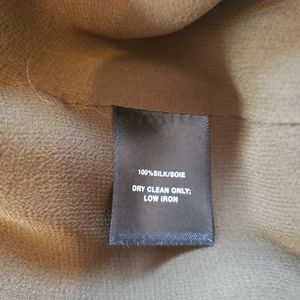 100%SILK/SOIE
DRY CLEAN ONLY;
LOW IRON